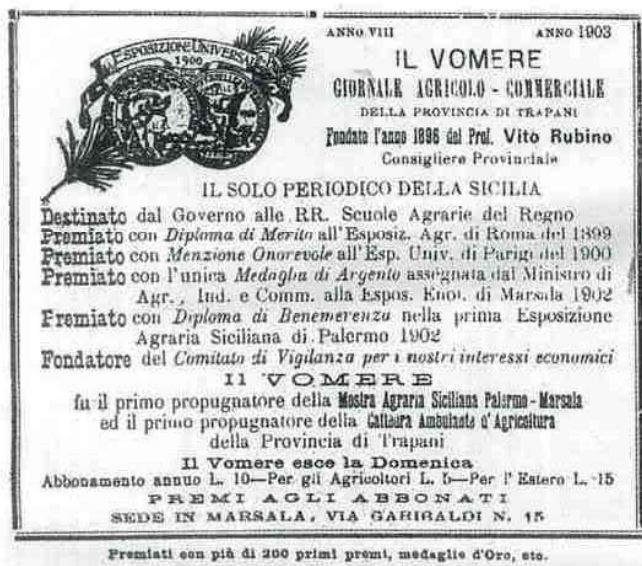 ESPOSIZIONE UNIVERSALE
1900
ANNO VIII ANNO 1903
IL VOMERE
GIORNALE AGRICOLO - COMMERCIALE
DELLA PROVINCIA DI TRAPANI
Fondato l'anno 1896 dal Prof. Vito Rubino
Consigliere Provinciale
IL SOLO PERIODICO DELLA SICILIA
Destinato dal Governo alle RR. Scuole Agrarie del Regno
Premiato con Diploma di Merito all'Esposiz. Agr. di Roma del 1899
Premiato con Menzione Onorevole all'Esp. Univ. di Parigi del 1900
Premiato con l'unica Medaglia di Argento assegnata dal Ministro di
Agr., Ind. e Comm. alla Espos. Enol. di Marsala 1902
Premiato con Diploma di Benemerenza nella prima Esposizione
Agraria Siciliana di Palermo 1902
Fondatore del Comitato di Vigilanza per i nostri interessi economici
Il VOMERE
fu il primo propugnatore della Mostra Agraria Siciliana Palermo-Marsala
ed il primo propugnatore della Cattedra Ambulante d'Agricoltura
della Provincia di Trapani
Il Vomere esce la Domenica
Abbonamento annuo L. 10—Per gli Agricoltori L. 5—Per l'Estero L. 15
PREMI AGLI ABBONATI
SEDE IN MARSALA, VIA GARIBALDI N. 15
Premiati con più di 200 primi premi, medaglie d'Oro, etc.